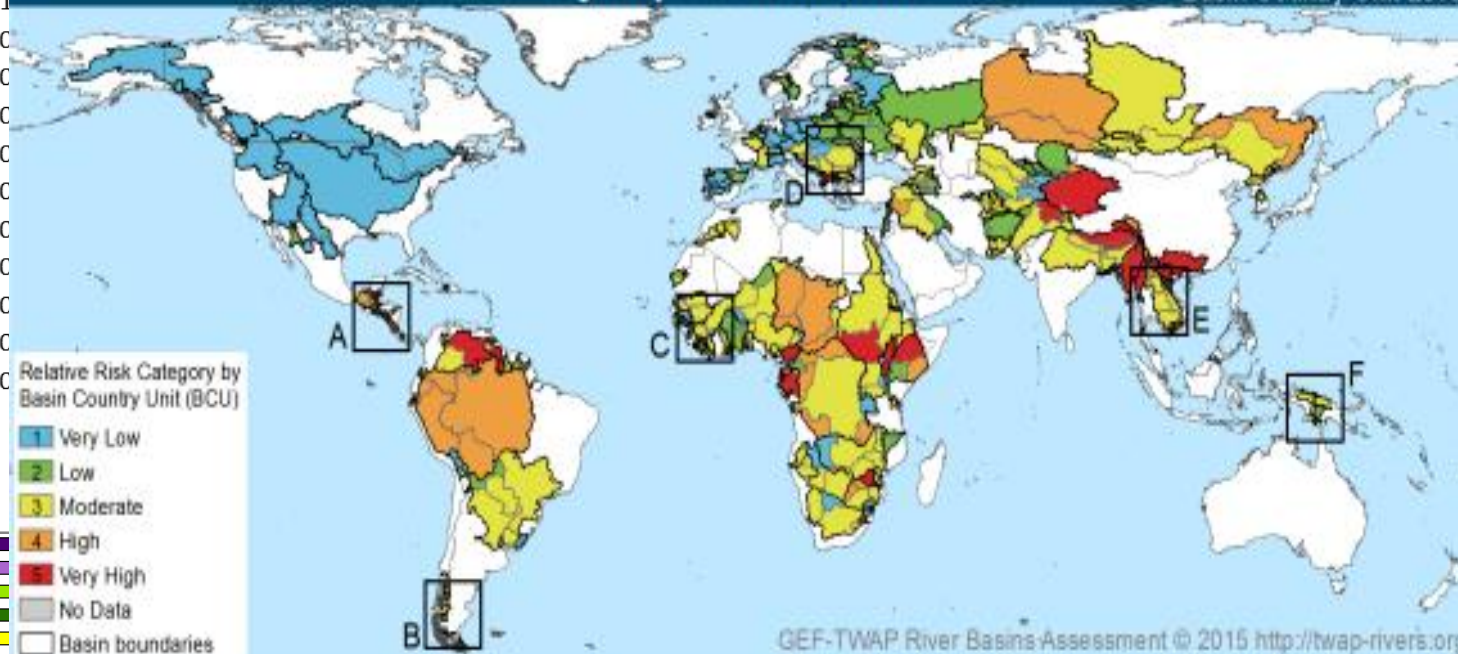 A
B
C
D
E
F
Relative Risk Category by
Basin Country Unit (BCU)
1 Very Low
2 Low
3 Moderate
4 High
5 Very High
No Data
Basin boundaries
GEF-TWAP River Basins Assessment © 2015 http://twap-rivers.org